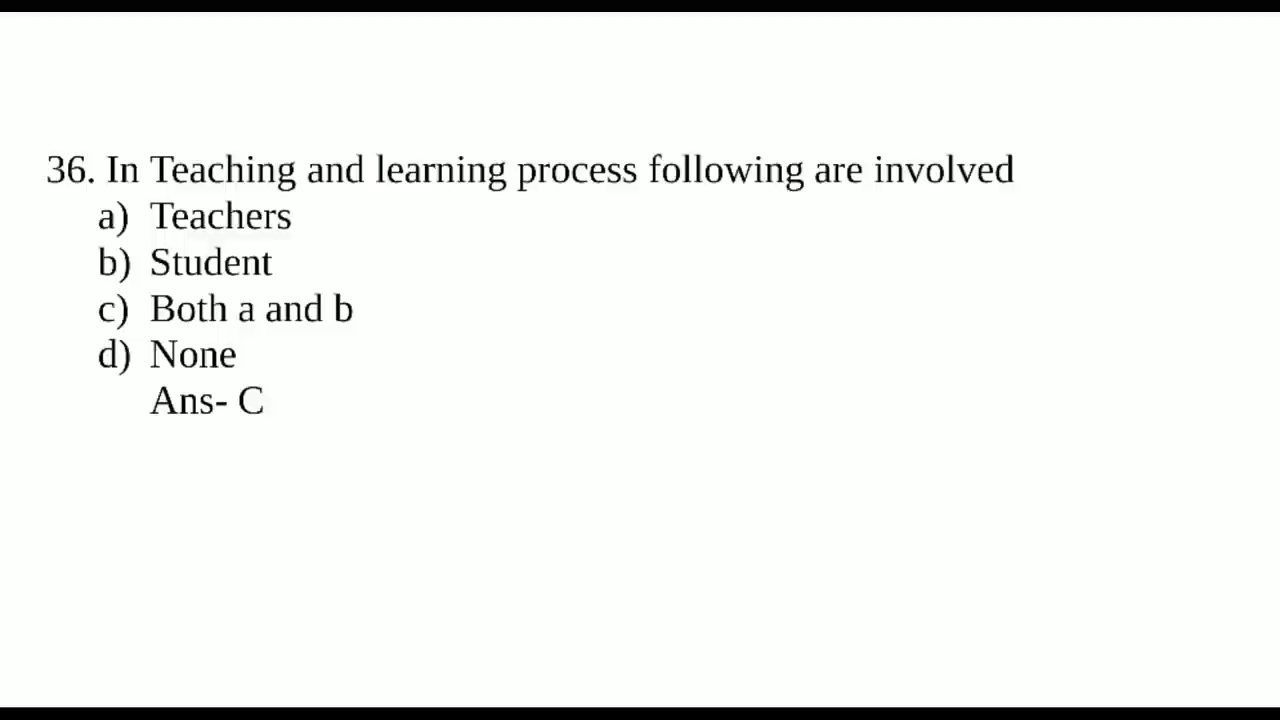 36. In Teaching and learning process following are involved
a) Teachers
b) Student
c) Both a and b
d) None
Ans- C